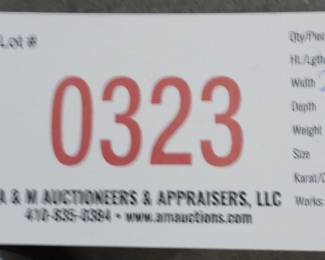 Lot #
0323
A & M AUCTIONEERS & APPRAISERS, LLC
410-835-0384 • www.amauctions.com
Qty/Piec
Ht./Lgth
Width
Depth
Weight
Size
Karat/C
Works